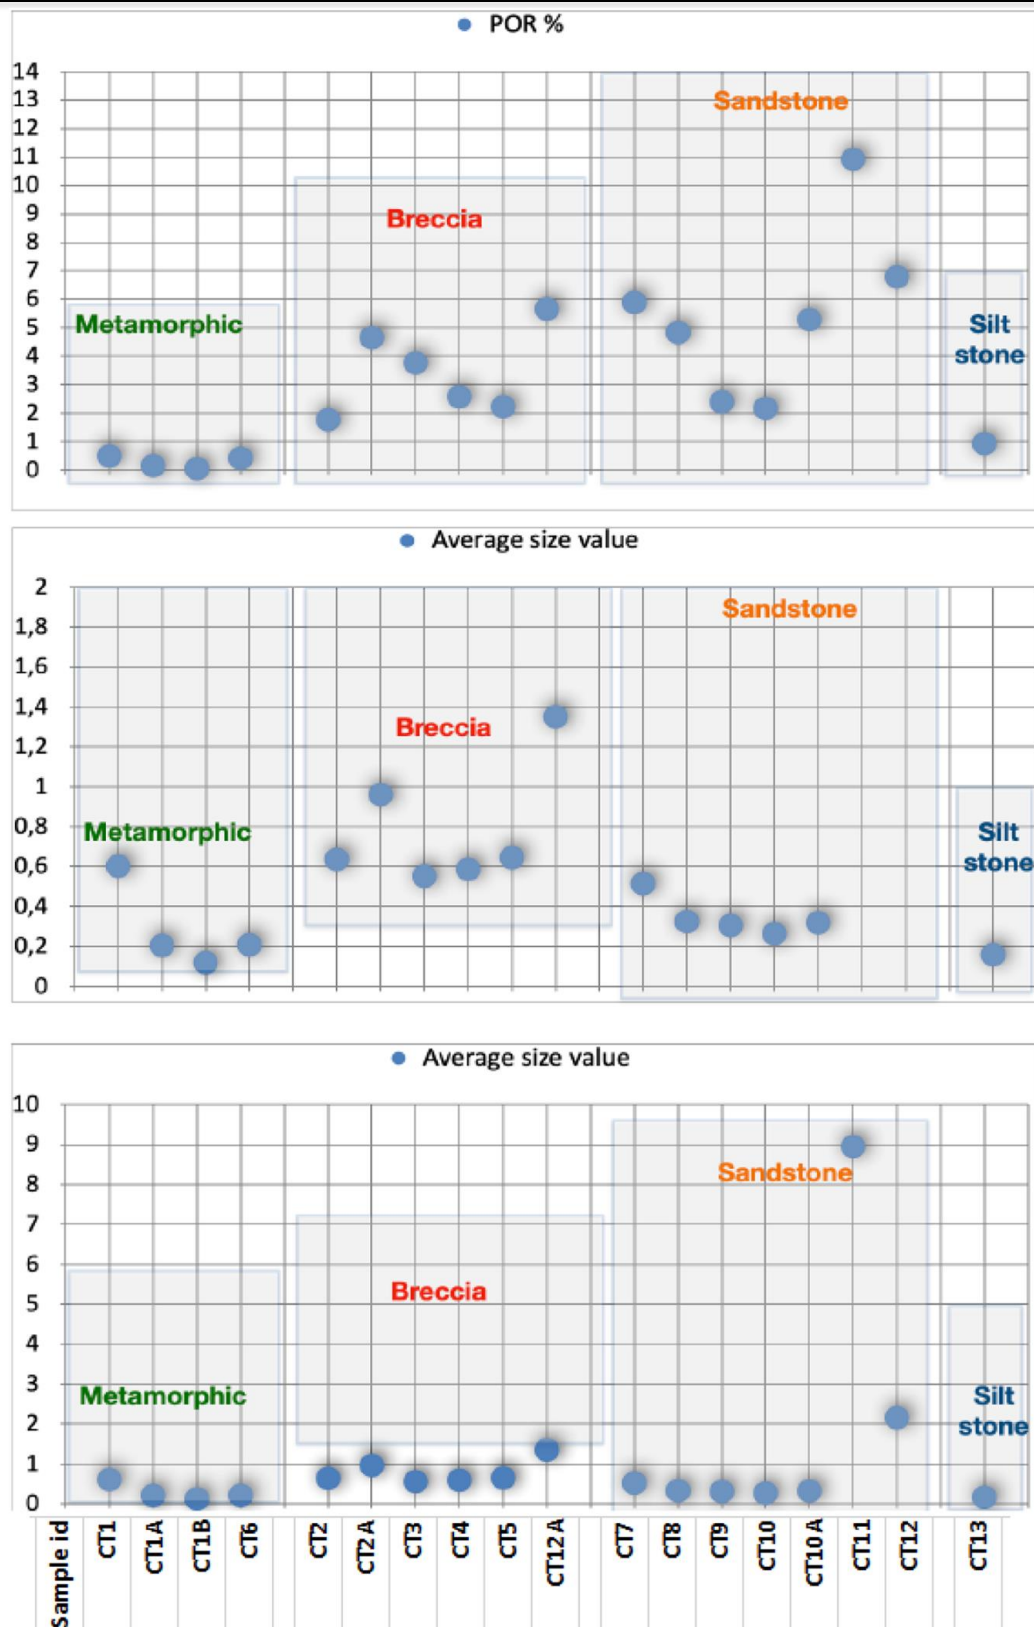 POR %
14
13
12
11
10
9
8
7
6
5
4
3
2
1
0
Sandstone
Breccia
Metamorphic
Silt
stone
Average size value
2
1,8
1,6
1,4
1,2
1
0,8
0,6
0,4
0,2
0
Sandstone
Breccia
Metamorphic
Silt
stone
Average size value
10
9
8
7
6
5
4
3
2
1
0
Sandstone
Breccia
Metamorphic
Silt
stone
Sample id
CT1
CT1A
CT1B
CT6
CT2
CT2 A
CT3
CT4
CT5
CT12 A
CT7
CT8
CT9
CT10
CT10 A
CT11
CT12
CT13